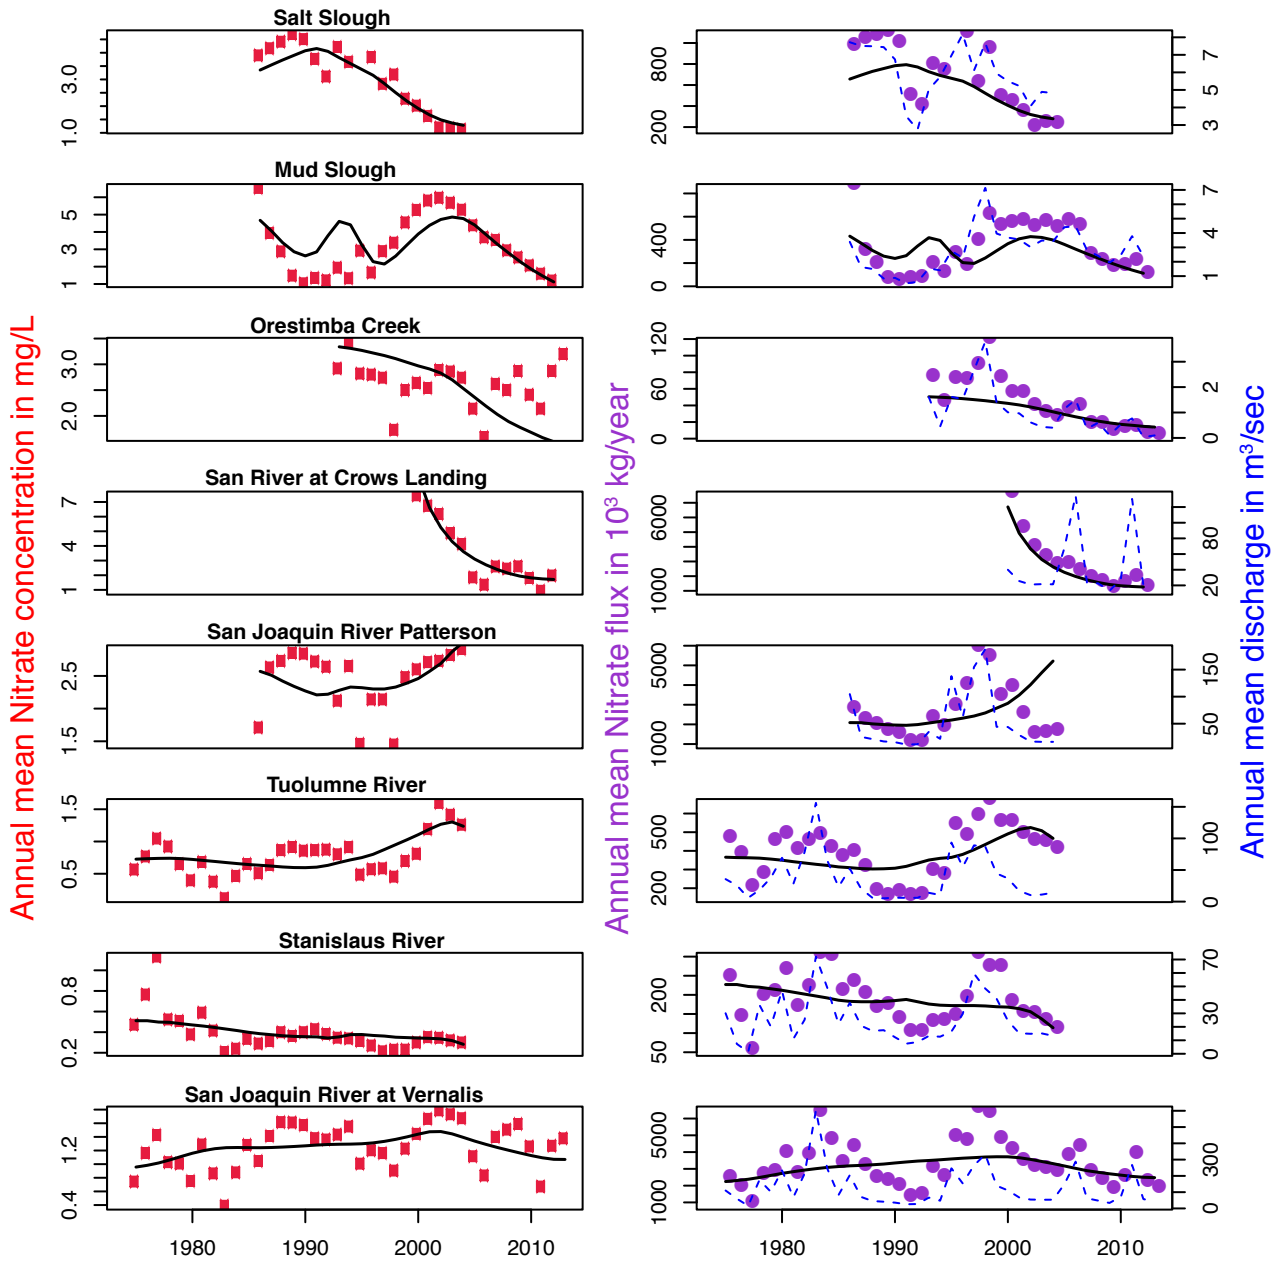 Salt Slough
1.0 3.0
200 800
3 5 7
Mud Slough
1 3 5
0 400
1 4 7
Orestimba Creek
2.0 3.0
0 60 120
0 2
San River at Crows Landing
1 4 7
1000 6000
20 80
San Joaquin River Patterson
1.5 2.5
1000 5000
50 150
Tuolumne River
0.5 1.5
200 500
0 100
Stanislaus River
0.2 0.8
50 200
0 30 70
San Joaquin River at Vernalis
0.4 1.2
1000 5000
0 300
1980 1990 2000 2010
1980 1990 2000 2010
Annual mean Nitrate concentration in mg/L
Annual mean Nitrate flux in 10³ kg/year
Annual mean discharge in m³/sec